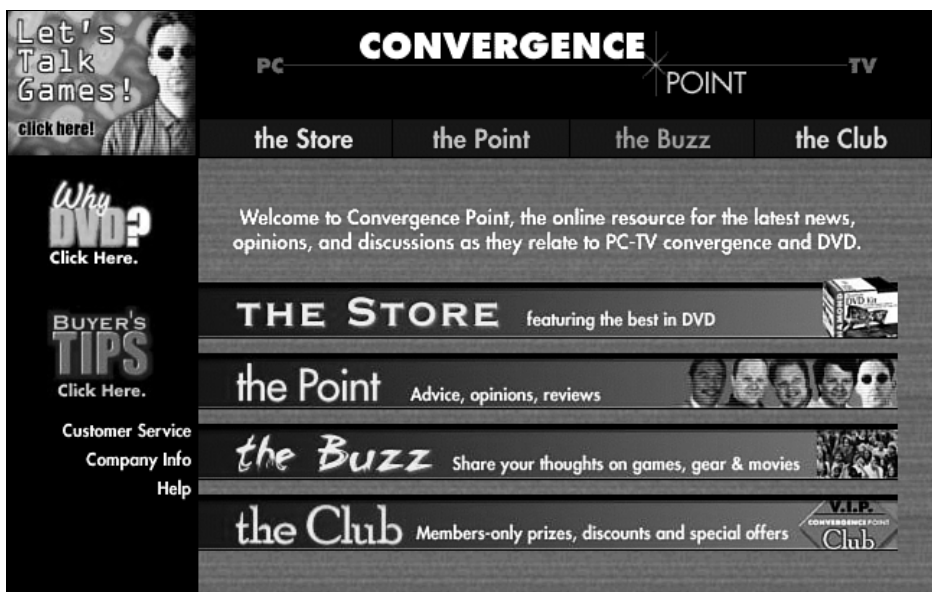 Let's
Talk
Games!
click here!
PC CONVERGENCE TV
POINT
the Store the Point the Buzz the Club
Why
DVD?
Click Here.
Welcome to Convergence Point, the online resource for the latest news,
opinions, and discussions as they relate to PC-TV convergence and DVD.
THE STORE featuring the best in DVD
DVD Kit
DIAMOND
BUYER'S
TIPS
Click Here.
the Point Advice, opinions, reviews
Customer Service
Company Info
Help
the Buzz Share your thoughts on games, gear & movies
the Club Members-only prizes, discounts and special offers
V.I.P.
CONVERGENCE POINT
Club